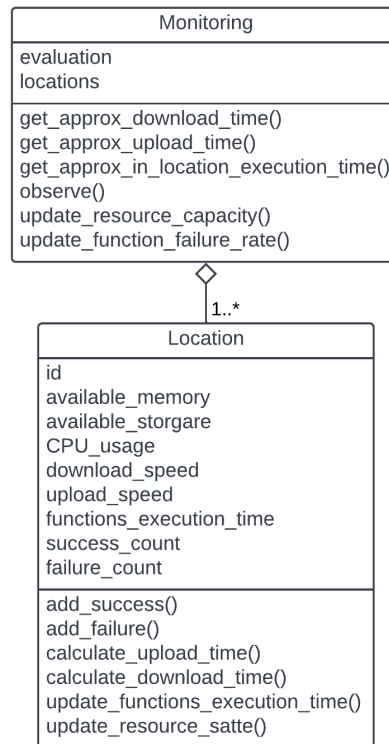 Monitoring
evaluation
locations
get_approx_download_time()
get_approx_upload_time()
get_approx_in_location_execution_time()
observe()
update_resource_capacity()
update_function_failure_rate()
1..*
Location
id
available_memory
available_storgare
CPU_usage
download_speed
upload_speed
functions_execution_time
success_count
failure_count
add_success()
add_failure()
calculate_upload_time()
calculate_download_time()
update_functions_execution_time()
update_resource_satte()